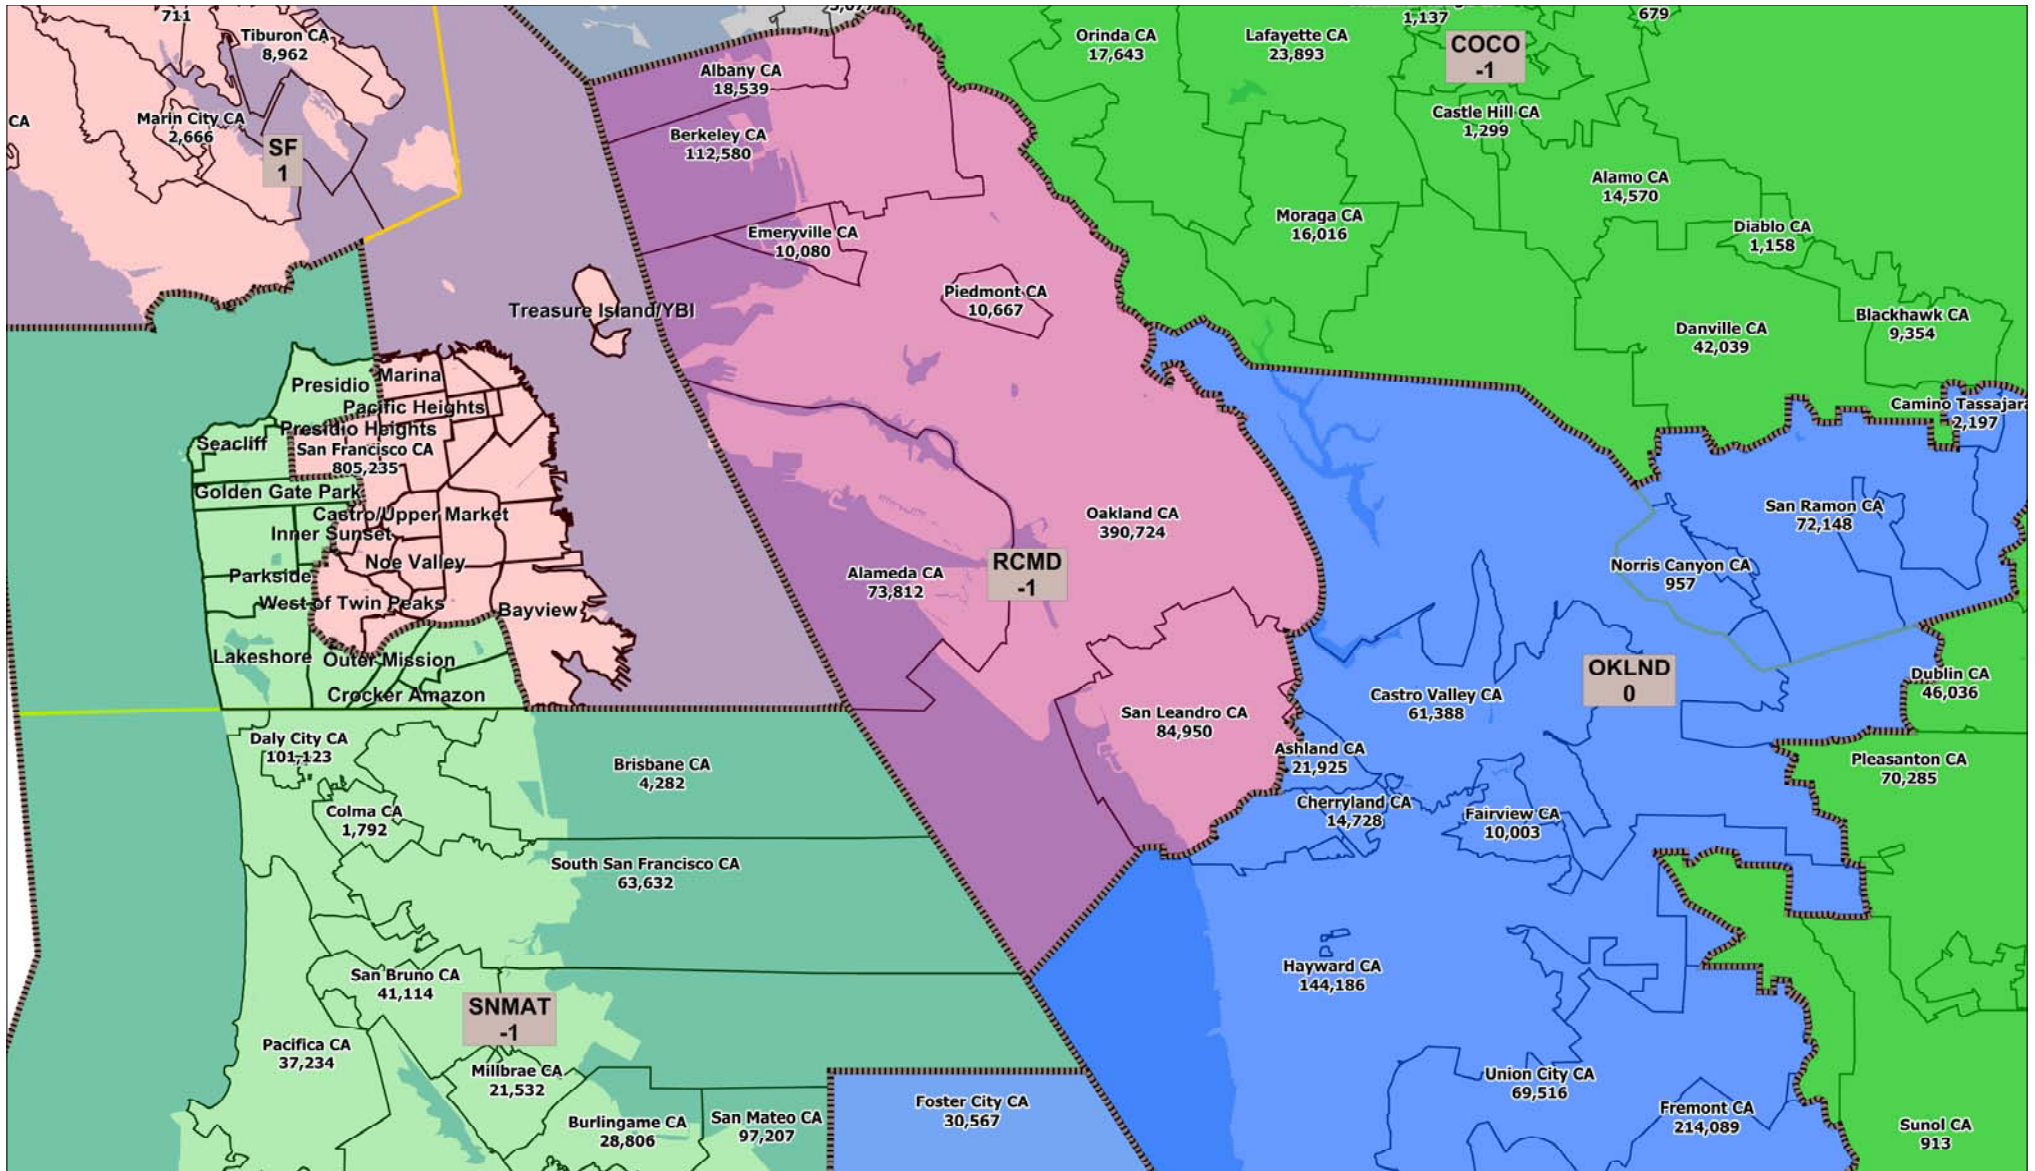 711
Tiburon CA
8,962
CA
Marin City CA
2,666
SF
1
Albany CA
18,539
Berkeley CA
112,580
Emeryville CA
10,080
Piedmont CA
10,667
Orinda CA
17,643
Lafayette CA
23,893
1,137
679
COCO
-1
Castle Hill CA
1,299
Alamo CA
14,570
Moraga CA
16,016
Diablo CA
1,158
Blackhawk CA
9,354
Danville CA
42,039
Camino Tassajara
2,197
Treasure Island/YBI
Presidio
Marina
Pacific Heights
Presidio Heights
Seacliff
San Francisco CA
805,235
Golden Gate Park
Castro/Upper Market
Inner Sunset
Noe Valley
Parkside
West of Twin Peaks
Bayview
Lakeshore
Outer Mission
Crocker Amazon
Oakland CA
390,724
RCMD
-1
Alameda CA
73,812
San Leandro CA
84,950
San Ramon CA
72,148
Norris Canyon CA
957
OKLND
0
Dublin CA
46,036
Castro Valley CA
61,388
Ashland CA
21,925
Cherryland CA
14,728
Fairview CA
10,003
Pleasanton CA
70,285
Daly City CA
101,123
Brisbane CA
4,282
Colma CA
1,792
South San Francisco CA
63,632
San Bruno CA
41,114
SNMAT
-1
Pacifica CA
37,234
Millbrae CA
21,532
Burlingame CA
28,806
San Mateo CA
97,207
Foster City CA
30,567
Hayward CA
144,186
Union City CA
69,516
Fremont CA
214,089
Sunol CA
913